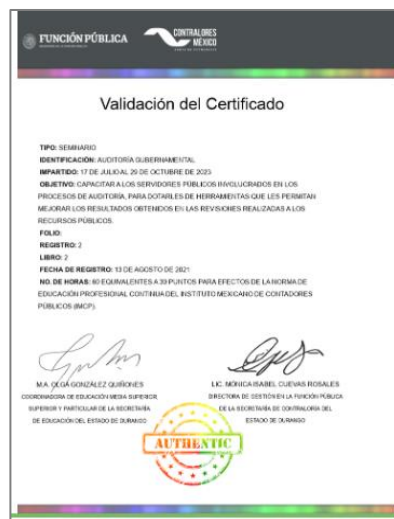 FUNCIÓN PÚBLICA
CONTRALORES
MÉXICO
Validación del Certificado
TIPO: SEMINARIO
IDENTIFICACIÓN: AUDITORÍA GUBERNAMENTAL
IMPARTIDO: 17 DE JULIO AL 29 DE OCTUBRE DE 2023
OBJETIVO: CAPACITAR A LOS SERVIDORES PÚBLICOS INVOLUCRADOS EN LOS
PROCESOS DE AUDITORÍA, PARA DOTARLES DE HERRAMIENTAS QUE LES PERMITAN
MEJORAR LOS RESULTADOS OBTENIDOS EN LAS REVISIONES REALIZADAS A LOS
RECURSOS PÚBLICOS.
FOLIO:
REGISTRO: 2
LIBRO: 2
FECHA DE REGISTRO: 13 DE AGOSTO DE 2021
NO. DE HORAS: 60 EQUIVALENTES A 39 PUNTOS PARA EFECTOS DE LA NORMA DE
EDUCACIÓN PROFESIONAL CONTINUA DEL INSTITUTO MEXICANO DE CONTADORES
PÚBLICOS (IMCP).
M.A. OLGA GONZÁLEZ QUIÑONES
COORDINADORA DE EDUCACIÓN MEDIA SUPERIOR,
SUPERIOR Y PARTICULAR DE LA SECRETARÍA
DE EDUCACIÓN DEL ESTADO DE DURANGO
LIC. MÓNICA ISABEL CUEVAS ROSALES
DIRECTORA DE GESTIÓN EN LA FUNCIÓN PÚBLICA
DE LA SECRETARÍA DE CONTRALORÍA DEL
ESTADO DE DURANGO
AUTHENTIC